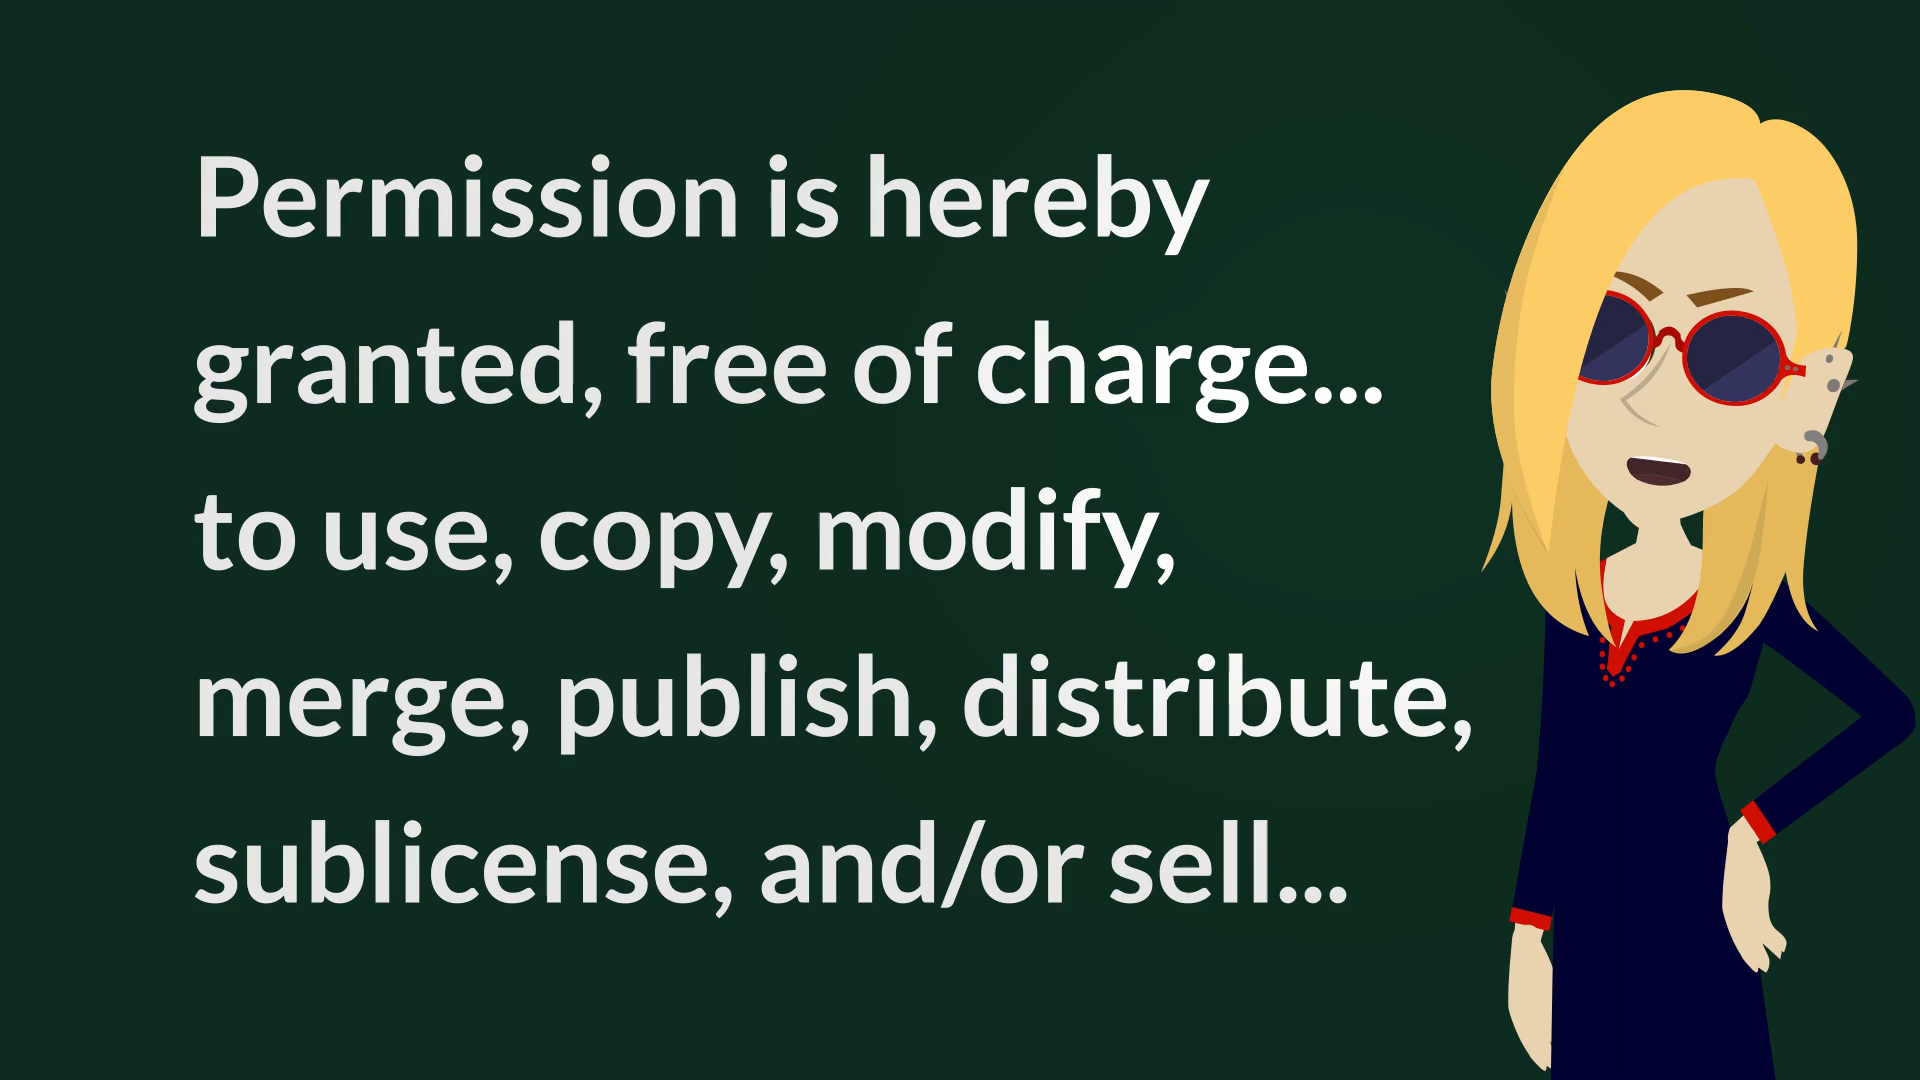 Permission is hereby
granted, free of charge...
to use, copy, modify,
merge, publish, distribute,
sublicense, and/or sell...